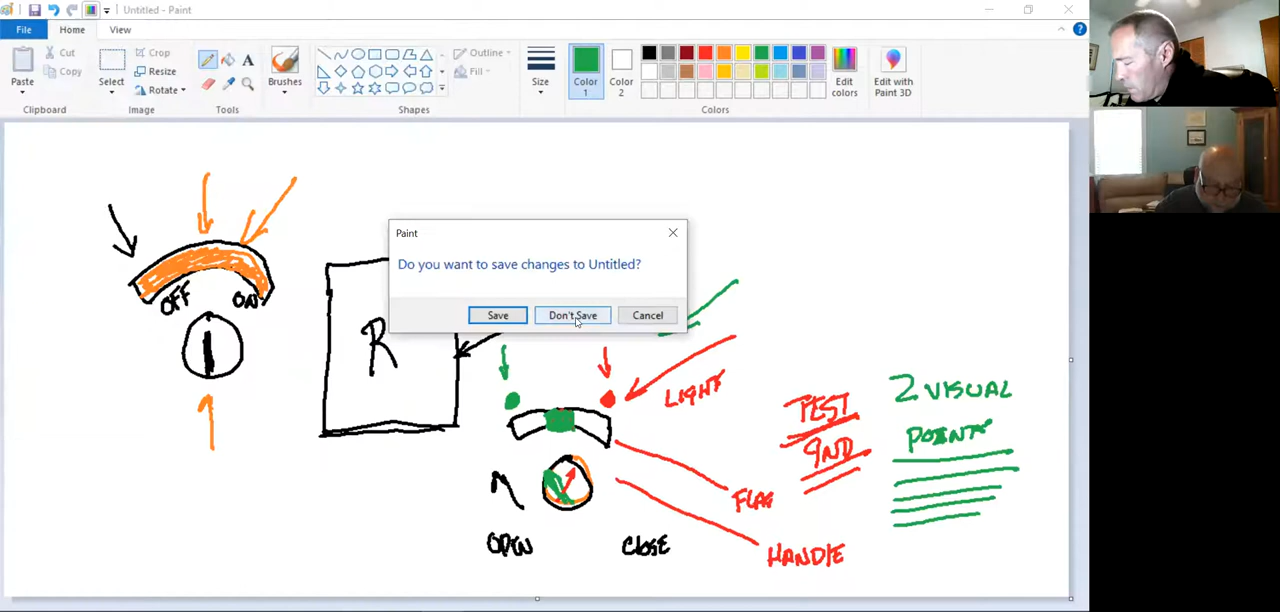 Untitled - Paint
File
Home
View
Paste
Cut
Copy
Clipboard
Select
Crop
Resize
Rotate
Image
A
Tools
Brushes
Outline
Fill
Shapes
Size
Color
1
Color
2
Edit
colors
Colors
Edit with
Paint 3D
Paint
Do you want to save changes to Untitled?
Save
Don't Save
Cancel
OFF
ON
R
LIGHT
TEST
GND
2 VISUAL
POINTS
FLAG
OPEN
CLOSE
HANDLE